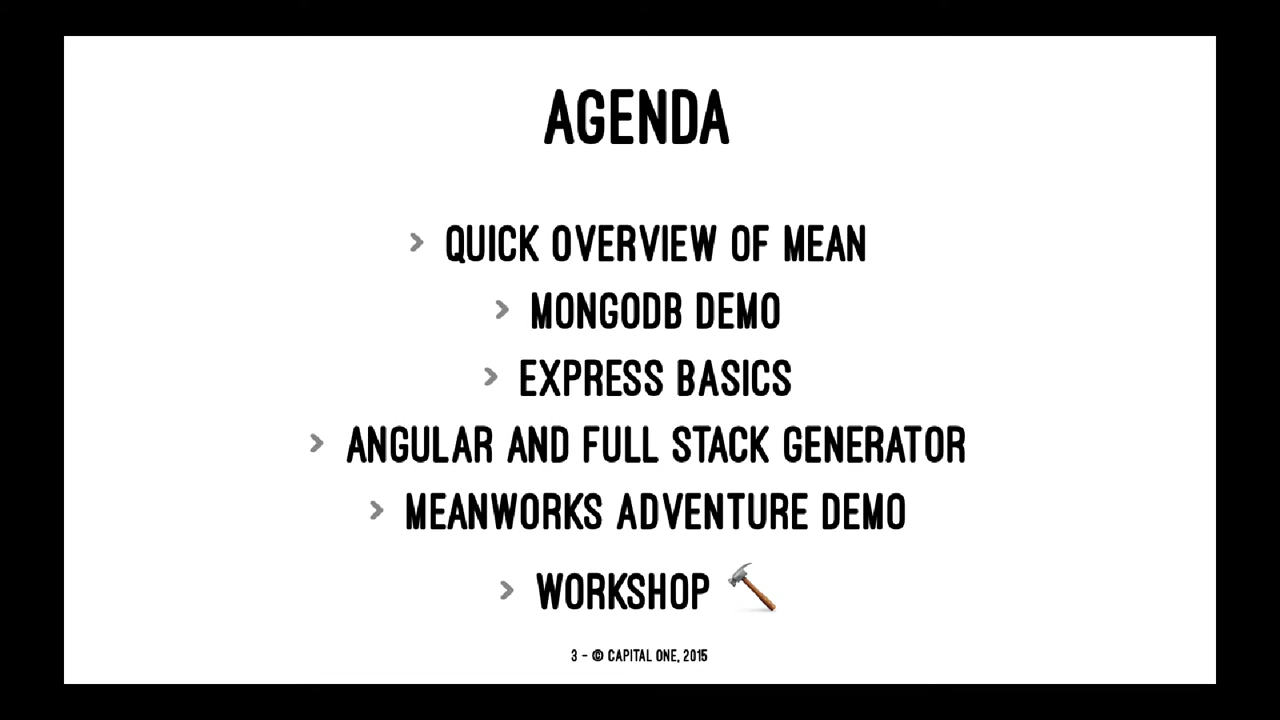 AGENDA
> QUICK OVERVIEW OF MEAN
> MONGODB DEMO
> EXPRESS BASICS
> ANGULAR AND FULL STACK GENERATOR
> MEANWORKS ADVENTURE DEMO
> WORKSHOP 🔨
3 - © CAPITAL ONE, 2015